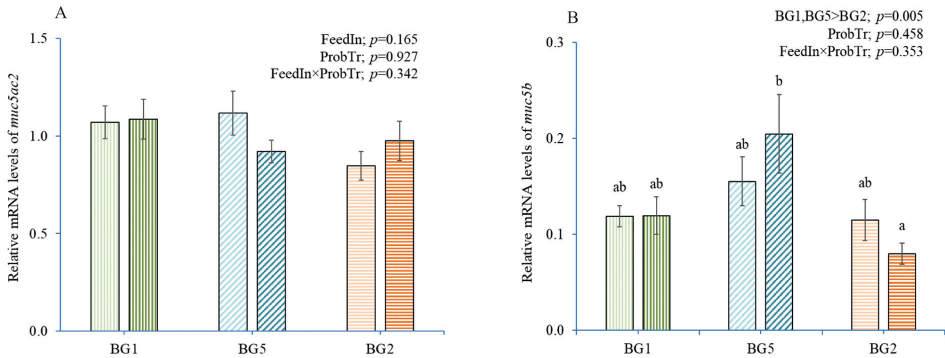 A
FeedIn; p=0.165
ProbTr; p=0.927
FeedIn×ProbTr; p=0.342
Relative mRNA levels of muc5ac2
1.5
1.0
0.5
0.0
BG1 BG5 BG2
B
BG1,BG5>BG2; p=0.005
ProbTr; p=0.458
FeedIn×ProbTr; p=0.353
Relative mRNA levels of muc5b
0.3
0.2
0.1
0.0
ab ab ab b ab a
BG1 BG5 BG2